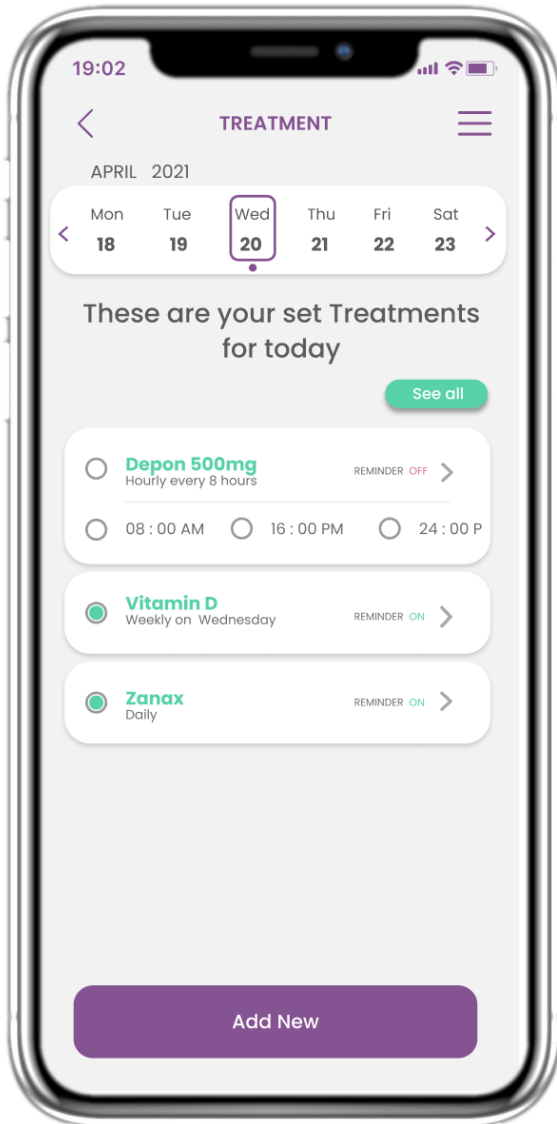 19:02
TREATMENT
APRIL 2021
Mon Tue Wed Thu Fri Sat
18 19 20 21 22 23
These are your set Treatments
for today
See all
Depon 500mg
Hourly every 8 hours
REMINDER OFF
08 : 00 AM 16 : 00 PM 24 : 00 P
Vitamin D
Weekly on Wednesday
REMINDER ON
Zanax
Daily
REMINDER ON
Add New